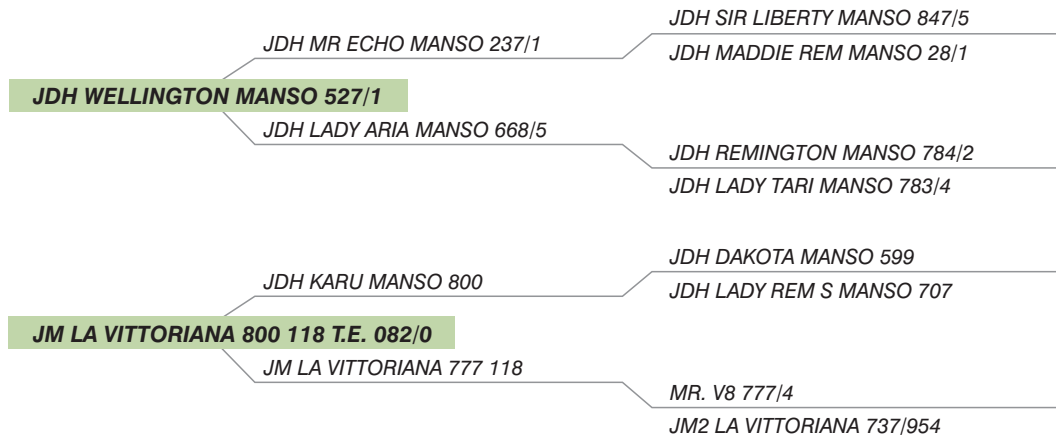 JDH SIR LIBERTY MANSO 847/5
JDH MR ECHO MANSO 237/1
JDH MADDIE REM MANSO 28/1
JDH WELLINGTON MANSO 527/1
JDH LADY ARIA MANSO 668/5
JDH REMINGTON MANSO 784/2
JDH LADY TARI MANSO 783/4
JDH DAKOTA MANSO 599
JDH KARU MANSO 800
JDH LADY REM S MANSO 707
JM LA VITTORIANA 800 118 T.E. 082/0
JM LA VITTORIANA 777 118
MR. V8 777/4
JM2 LA VITTORIANA 737/954